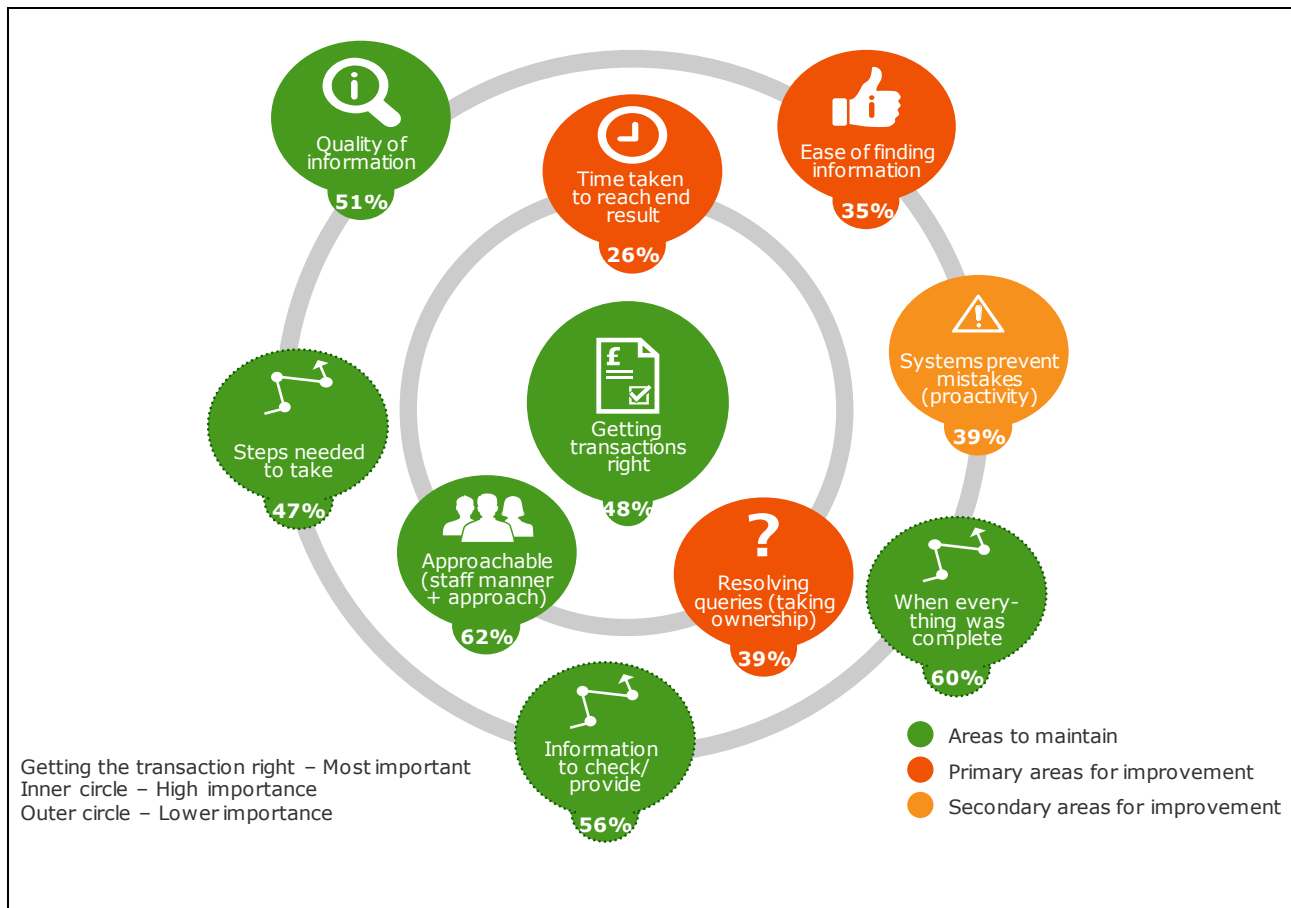 Quality of
information
51%
Time taken
to reach end
result
26%
Ease of finding
information
35%
Systems prevent
mistakes
(proactivity)
39%
£
Getting
transactions
right
48%
Steps needed
to take
47%
Approachable
(staff manner
+ approach)
62%
?
Resolving
queries (taking
ownership)
39%
When every-
thing was
complete
60%
Information
to check/
provide
56%
Getting the transaction right – Most important
Inner circle – High importance
Outer circle – Lower importance
Areas to maintain
Primary areas for improvement
Secondary areas for improvement